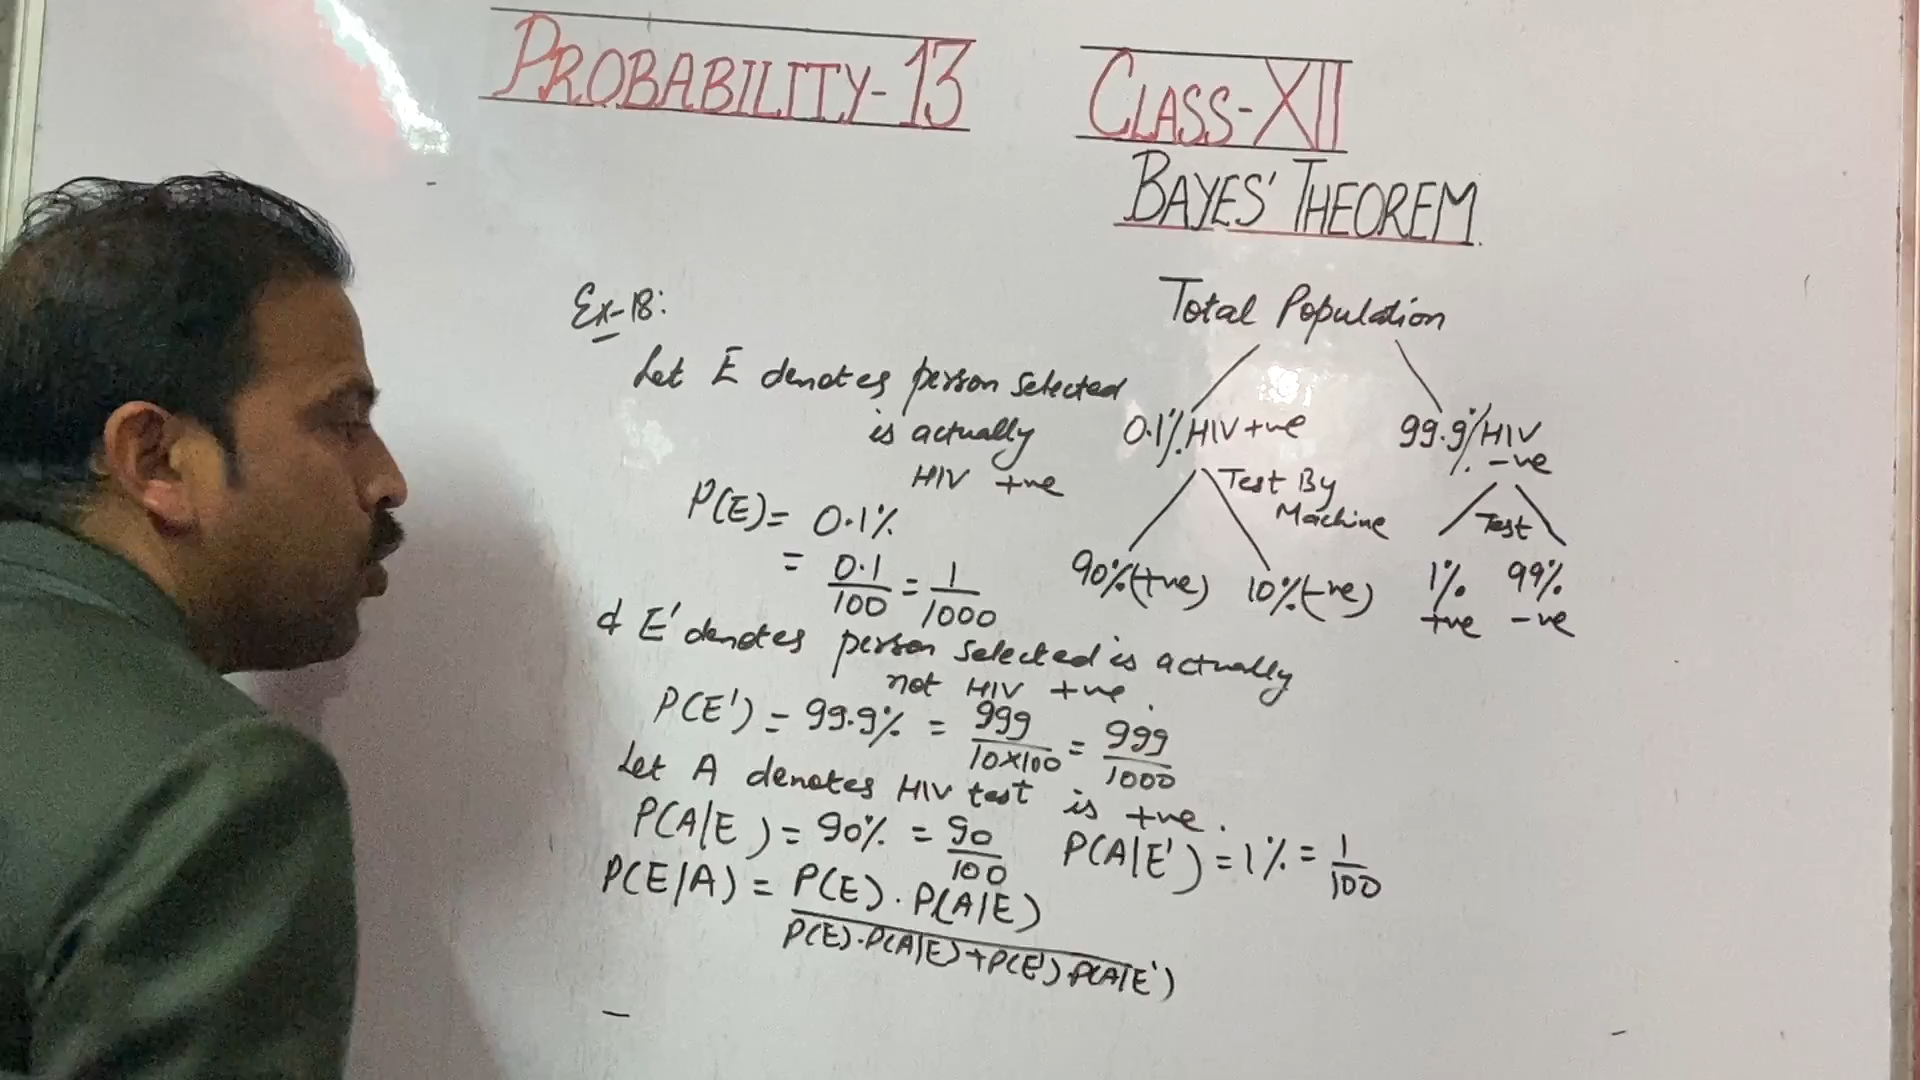 PROBABILITY-13 CLASS-XII
BAYES' THEOREM.
Ex-18:
Let E denotes person selected
is actually
HIV +ve
P(E)= 0.1%
= 0.1/100 = 1/1000
& E' denotes person selected is actually
not HIV +ve
P(E') = 99.9% = 999/10×100 = 999/1000
Let A denotes HIV test is +ve.
P(A|E) = 90% = 90/100 P(A|E') = 1% = 1/100
P(E/A) = P(E).P(A|E)
P(E).P(A|E)+P(E').P(A|E')
Total Population
0.1% HIV +ve 99.9% HIV
-ve
Test By
Machine
Test
90%(+ve) 10%(-ve) 1% 99%
+ve -ve